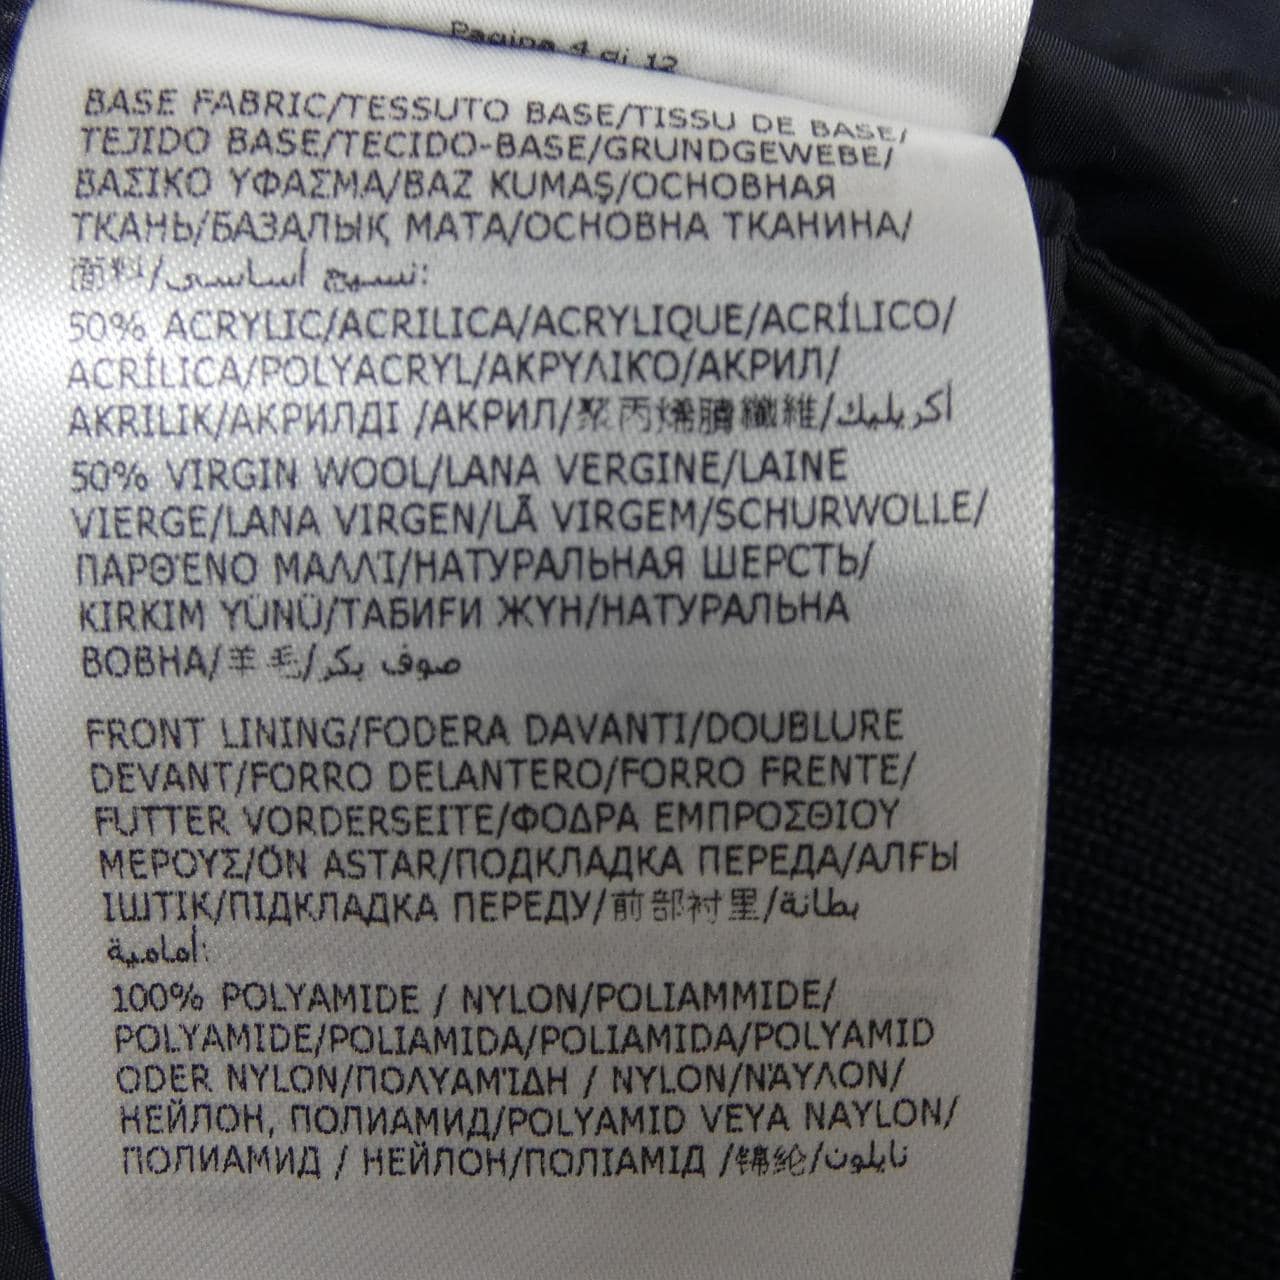 Pagina 4 di 12
BASE FABRIC/TESSUTO BASE/TISSU DE BASE/
TEJIDO BASE/TECIDO-BASE/GRUNDGEWEBE/
ΒΑΣΙΚΟ ΥΦΑΣΜΑ/BAZ KUMAŞ/ОСНОВНАЯ
ТКАНЬ/БАЗАЛЫҚ МАТА/ОСНОВНА ТКАНИНА/
面料/نسيج أساسي:
50% ACRYLIC/ACRILICA/ACRYLIQUE/ACRÍLICO/
ACRÍLICA/POLYACRYL/ΑΚΡΥΛΙΚΟ/АКРИЛ/
AKRILIK/АКРИЛДІ /АКРИЛ/聚丙烯腈纖維/أكريليك
50% VIRGIN WOOL/LANA VERGINE/LAINE
VIERGE/LANA VIRGEN/LÃ VIRGEM/SCHURWOLLE/
ΠΑΡΘΈΝΟ ΜΑΛΛΊ/НАТУРАЛЬНАЯ ШЕРСТЬ/
KIRKIM YÜNÜ/ТАБИҒИ ЖҮН/НАТУРАЛЬНА
ВОВНА/羊毛/صوف بكر
FRONT LINING/FODERA DAVANTI/DOUBLURE
DEVANT/FORRO DELANTERO/FORRO FRENTE/
FUTTER VORDERSEITE/ΦΟΔΡΑ ΕΜΠΡΟΣΘΙΟΥ
ΜΕΡΟΥΣ/ÖN ASTAR/ПОДКЛАДКА ПЕРЕДА/АЛҒЫ
ІШТІК/ПІДКЛАДКА ПЕРЕДУ/前部衬里/بطانة
أمامية:
100% POLYAMIDE / NYLON/POLIAMMIDE/
POLYAMIDE/POLIAMIDA/POLIAMIDA/POLYAMID
ODER NYLON/ΠΟΛΥΑΜΊΔΗ / NYLON/ΝΆΥΛΟΝ/
НЕЙЛОН, ПОЛИАМИД/POLYAMID VEYA NAYLON/
ПОЛИАМИД / НЕЙЛОН/ПОЛІАМІД /锦纶/نايلون